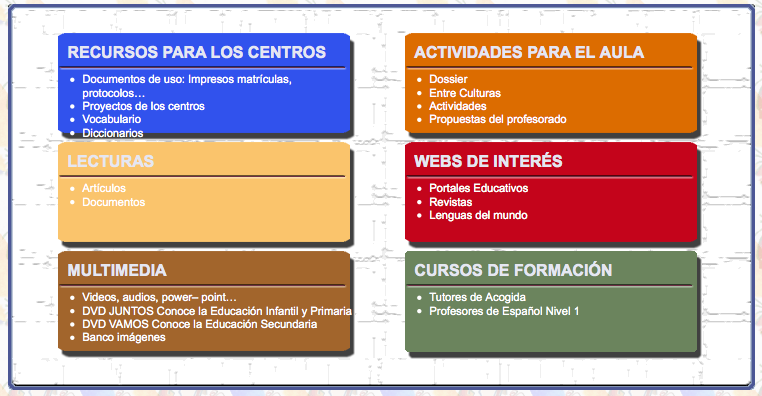 RECURSOS PARA LOS CENTROS
• Documentos de uso: Impresos matrículas,
protocolos…
• Proyectos de los centros
• Vocabulario
• Diccionarios
ACTIVIDADES PARA EL AULA
• Dossier
• Entre Culturas
• Actividades
• Propuestas del profesorado
LECTURAS
• Artículos
• Documentos
WEBS DE INTERÉS
• Portales Educativos
• Revistas
• Lenguas del mundo
MULTIMEDIA
• Videos, audios, power– point…
• DVD JUNTOS Conoce la Educación Infantil y Primaria
• DVD VAMOS Conoce la Educación Secundaria
• Banco imágenes
CURSOS DE FORMACIÓN
• Tutores de Acogida
• Profesores de Español Nivel 1